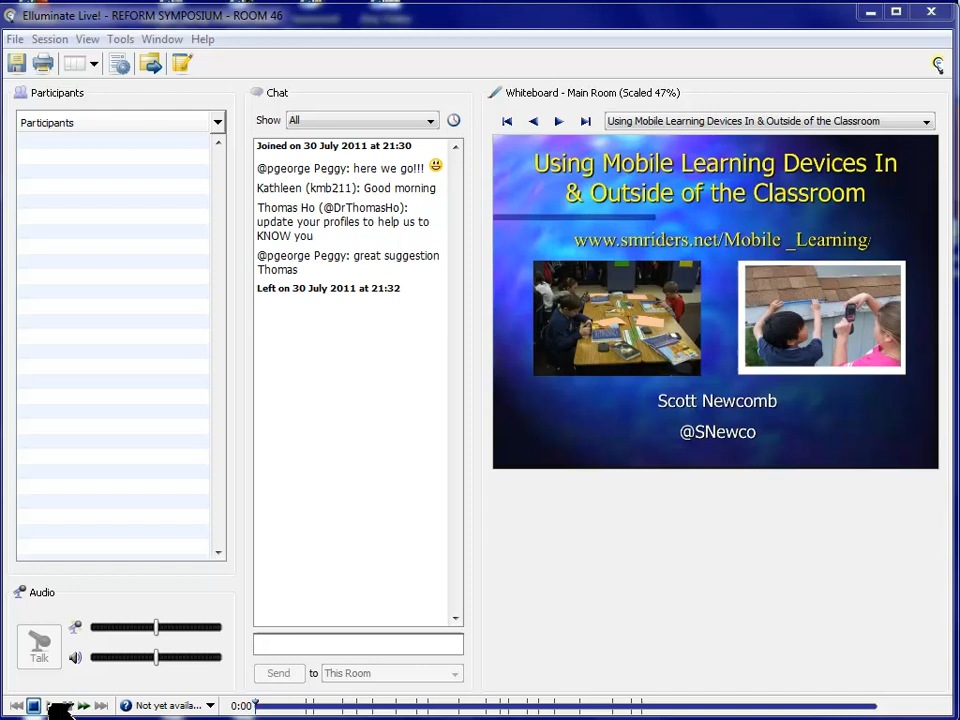 Elluminate Live! - REFORM SYMPOSIUM - ROOM 46
File Session View Tools Window Help
Participants
Participants
Chat
Show All
Joined on 30 July 2011 at 21:30
@pgeorge Peggy: here we go!!!
Kathleen (kmb211): Good morning
Thomas Ho (@DrThomasHo):
update your profiles to help us to
KNOW you
@pgeorge Peggy: great suggestion
Thomas
Left on 30 July 2011 at 21:32
Send to This Room
Whiteboard - Main Room (Scaled 47%)
Using Mobile Learning Devices In & Outside of the Classroom
Using Mobile Learning Devices In
& Outside of the Classroom
www.smriders.net/Mobile _Learning/
Scott Newcomb
@SNewco
Audio
Talk
Not yet availa...
0:00